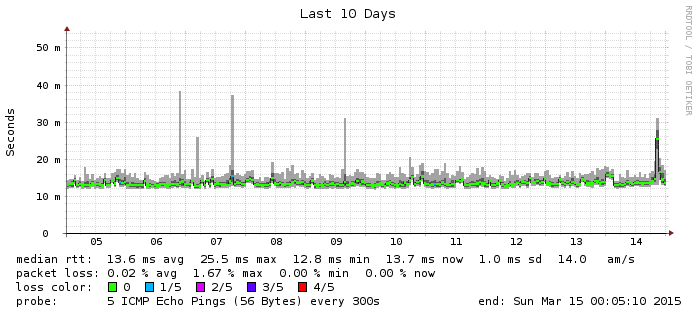 Last 10 Days
RRDTOOL / TOBI OETIKER
Seconds
50 m
40 m
30 m
20 m
10 m
0
05 06 07 08 09 10 11 12 13 14
median rtt: 13.6 ms avg 25.5 ms max 12.8 ms min 13.7 ms now 1.0 ms sd 14.0 am/s
packet loss: 0.02 % avg 1.67 % max 0.00 % min 0.00 % now
loss color: 0 1/5 2/5 3/5 4/5
probe: 5 ICMP Echo Pings (56 Bytes) every 300s end: Sun Mar 15 00:05:10 2015